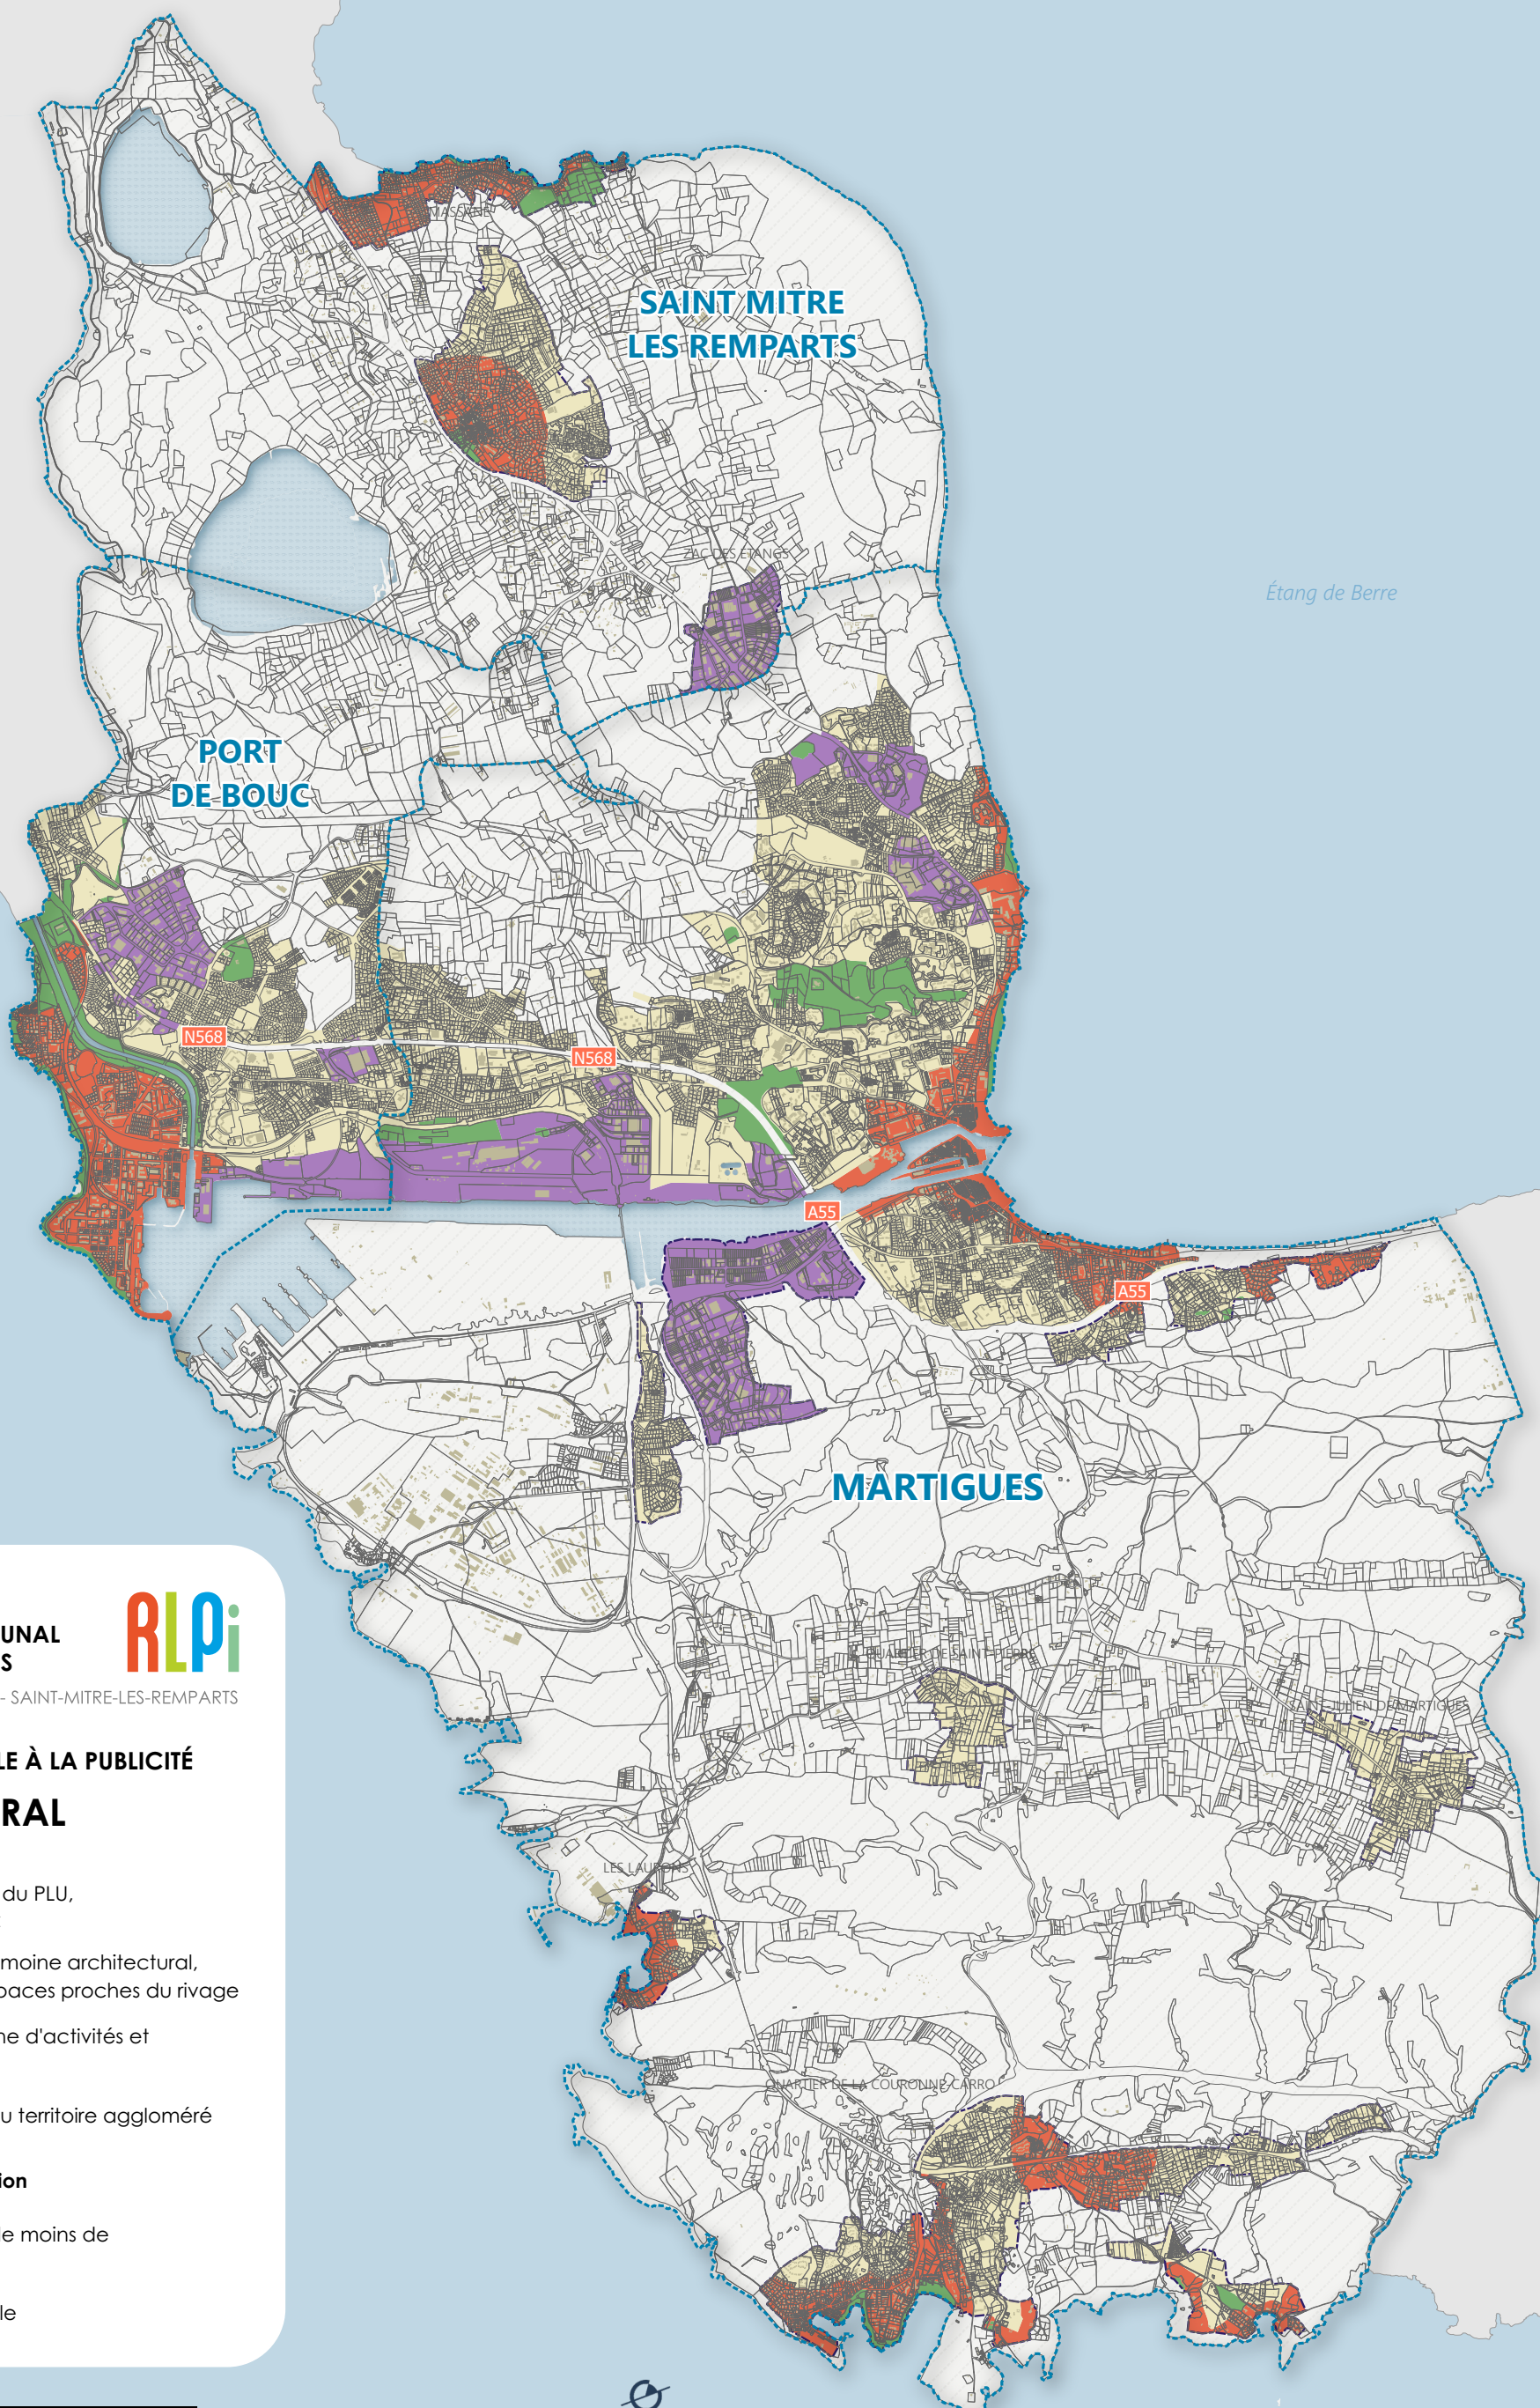 MASSANE
SAINT MITRE
LES REMPARTS
ZAC DES ETANGS
Étang de Berre
PORT
DE BOUC
N568
N568
A55
A55
MARTIGUES
QUARTIER DE SAINT-PIERRE
SAINT-JULIEN DE MARTIGUES
LES LAURONS
QUARTIER DE LA COURONNE-CARRO
RLPi
UNAL
S
- SAINT-MITRE-LES-REMPARTS
LE À LA PUBLICITÉ
RAL
du PLU,
moine architectural,
paces proches du rivage
ne d'activités et
u territoire aggloméré
ion
le moins de
le